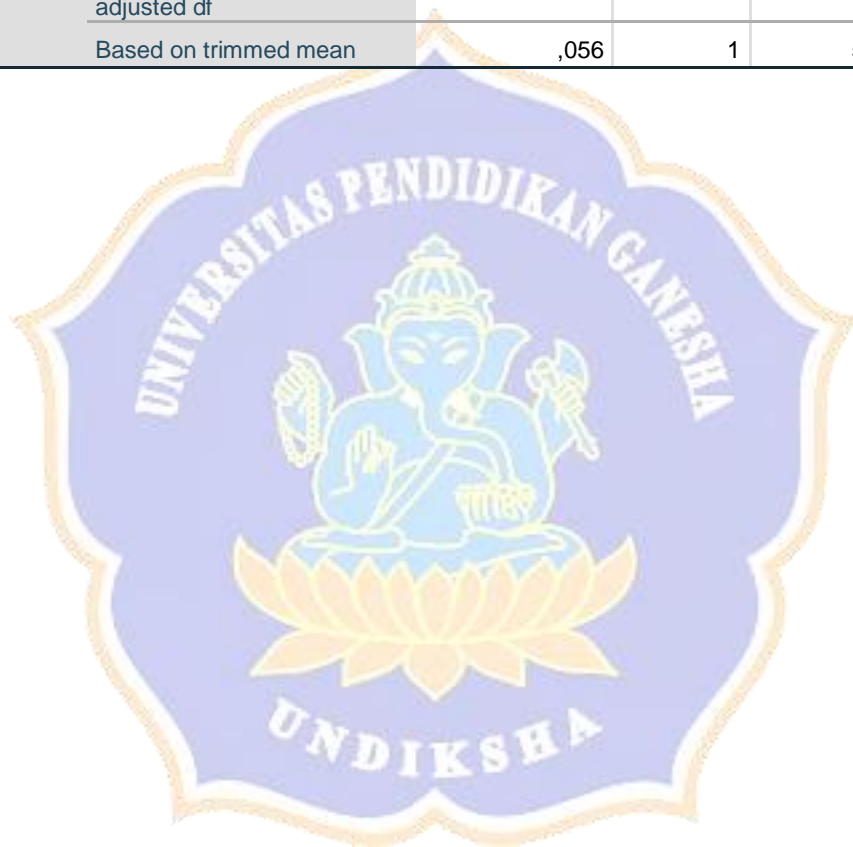 adjusted df
Based on trimmed mean ,056 1
UNIVERSITAS PENDIDIKAN GANESHA
UNDIKSHA